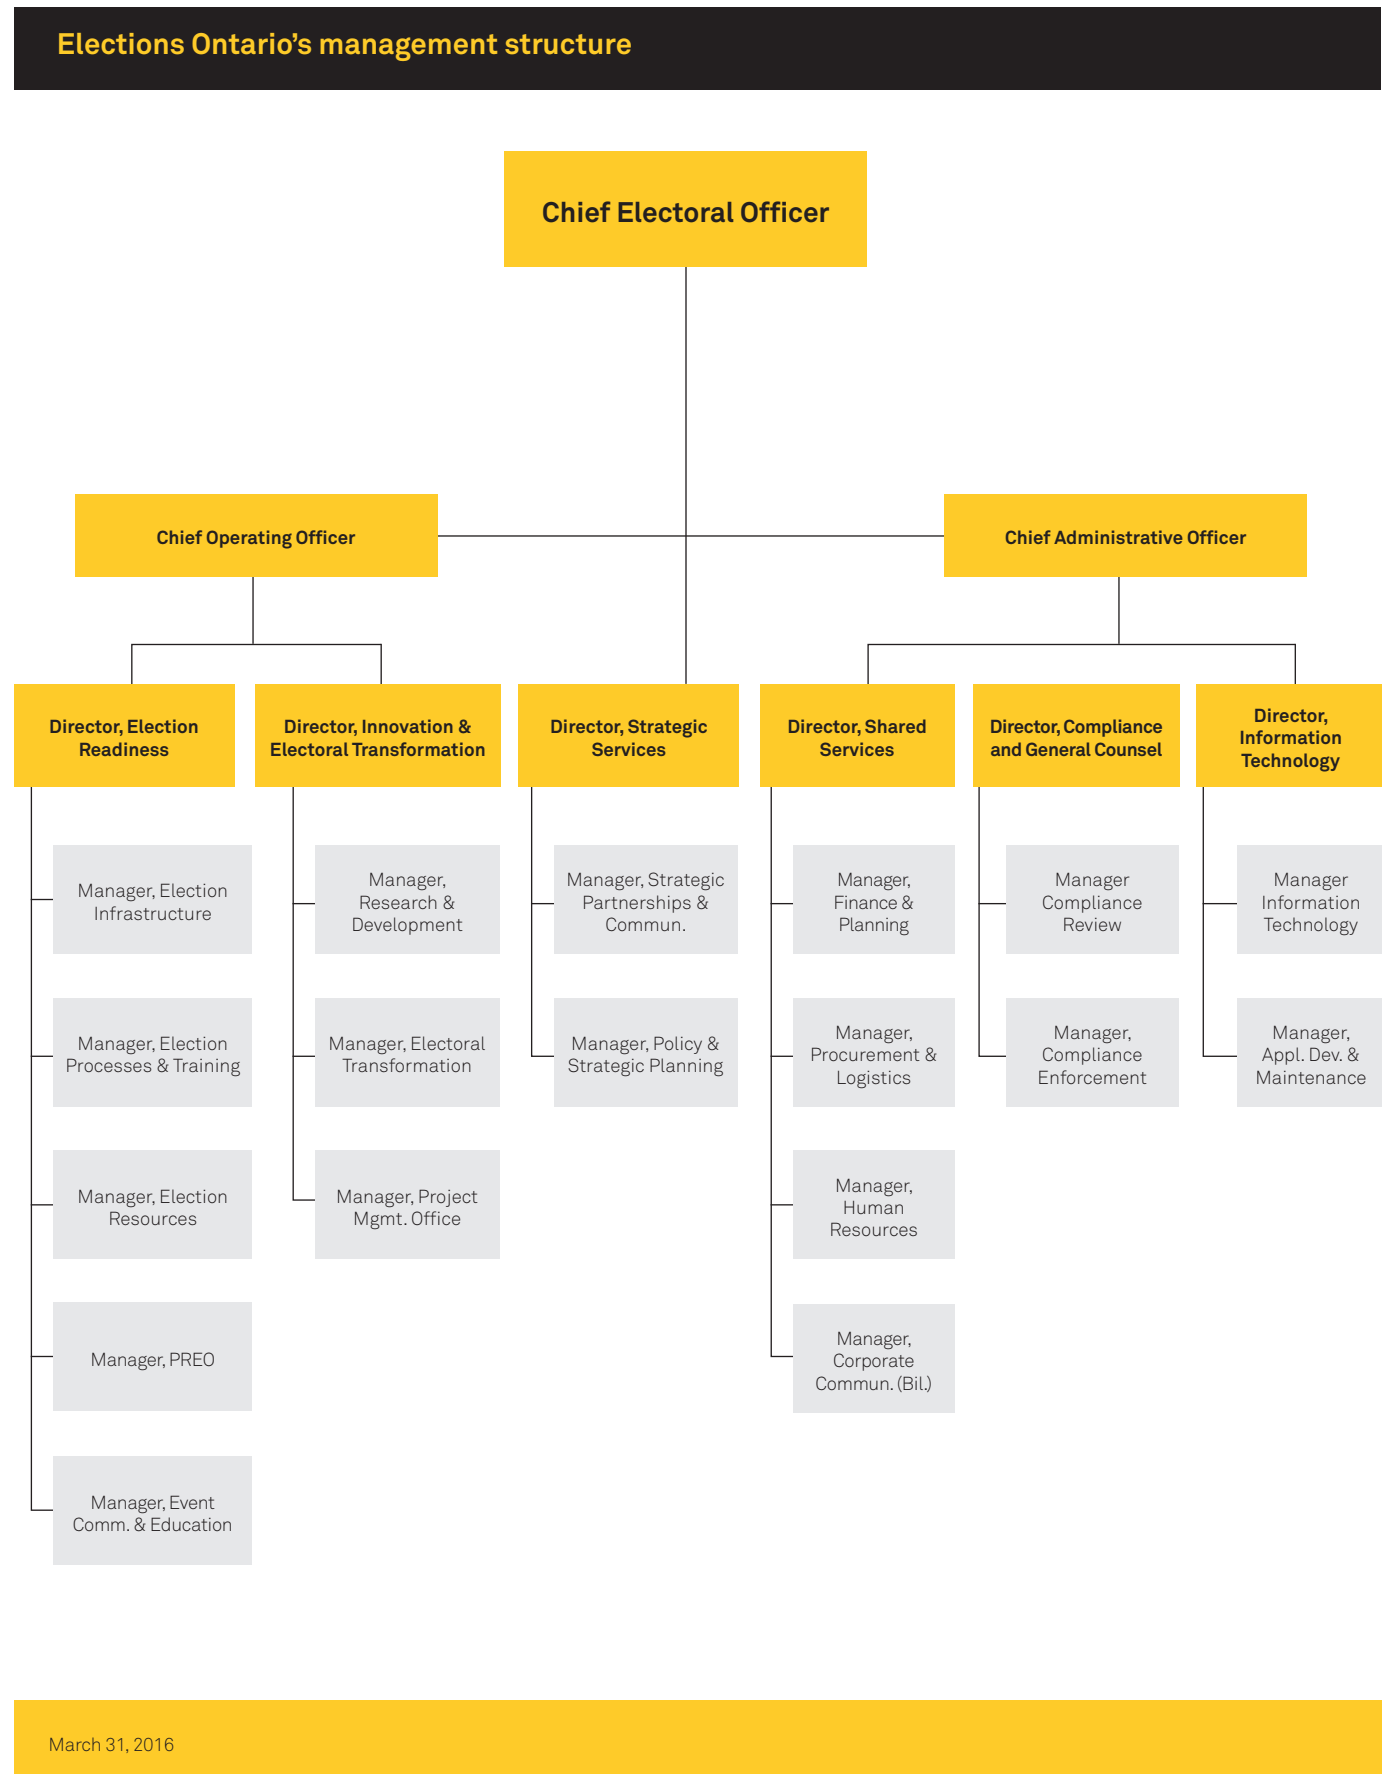 Elections Ontario’s management structure
Chief Electoral Officer
Chief Operating Officer
Chief Administrative Officer
Director, Election
Readiness
Director, Innovation &
Electoral Transformation
Director, Strategic
Services
Director, Shared
Services
Director, Compliance
and General Counsel
Director,
Information
Technology
Manager, Election
Infrastructure
Manager, Election
Processes & Training
Manager, Election
Resources
Manager, PREO
Manager, Event
Comm. & Education
Manager,
Research &
Development
Manager, Electoral
Transformation
Manager, Project
Mgmt. Office
Manager, Strategic
Partnerships &
Commun.
Manager, Policy &
Strategic Planning
Manager,
Finance &
Planning
Manager,
Procurement &
Logistics
Manager,
Human
Resources
Manager,
Corporate
Commun. (Bil.)
Manager
Compliance
Review
Manager,
Compliance
Enforcement
Manager
Information
Technology
Manager,
Appl. Dev. &
Maintenance
March 31, 2016